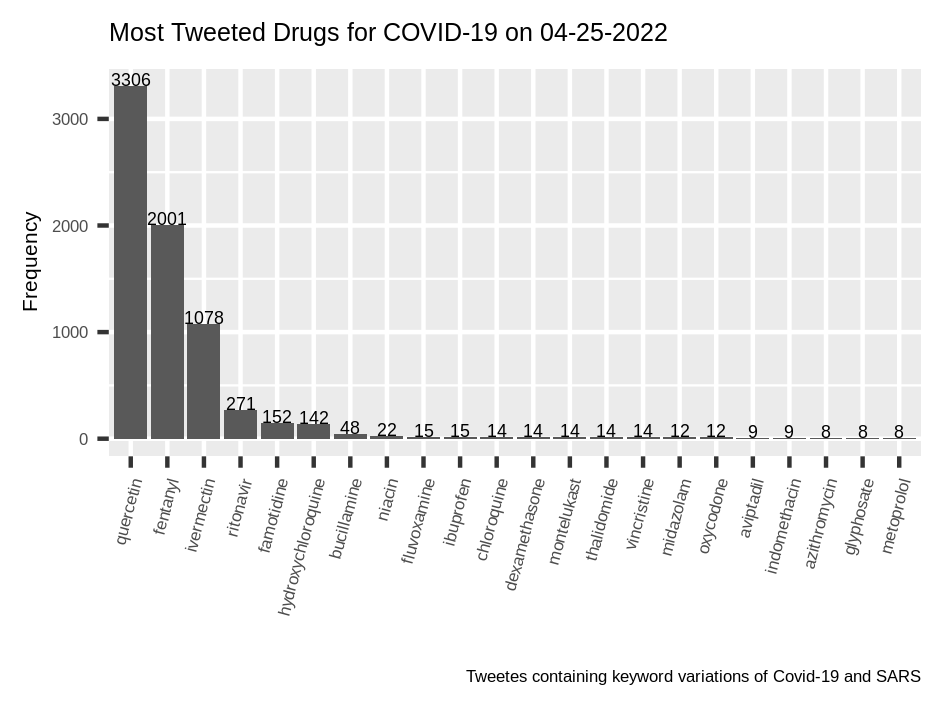 Most Tweeted Drugs for COVID-19 on 04-25-2022
Frequency
3000
2000
1000
0
3306
2001
1078
271
152
142
48
22
15
15
14
14
14
14
14
12
12
9
9
8
8
8
quercetin
fentanyl
ivermectin
ritonavir
famotidine
hydroxychloroquine
bucillamine
niacin
fluvoxamine
ibuprofen
chloroquine
dexamethasone
montelukast
thalidomide
vincristine
midazolam
oxycodone
aviptadil
indomethacin
azithromycin
glyphosate
metoprolol
Tweetes containing keyword variations of Covid-19 and SARS